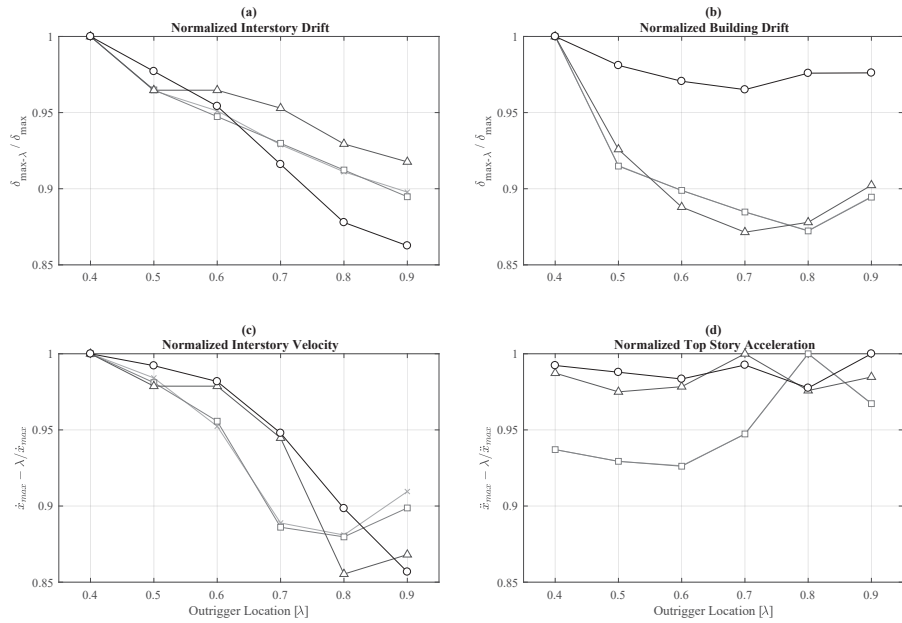 (a)
Normalized Interstory Drift
1
0.95
0.9
0.85
δmax-λ / δmax
0.4 0.5 0.6 0.7 0.8 0.9
(b)
Normalized Building Drift
1
0.95
0.9
0.85
δmax-λ / δmax
0.4 0.5 0.6 0.7 0.8 0.9
(c)
Normalized Interstory Velocity
1
0.95
0.9
0.85
ẋmax − λ/ẋmax
0.4 0.5 0.6 0.7 0.8 0.9
Outrigger Location [λ]
(d)
Normalized Top Story Acceleration
1
0.95
0.9
0.85
ẍmax − λ/ẍmax
0.4 0.5 0.6 0.7 0.8 0.9
Outrigger Location [λ]